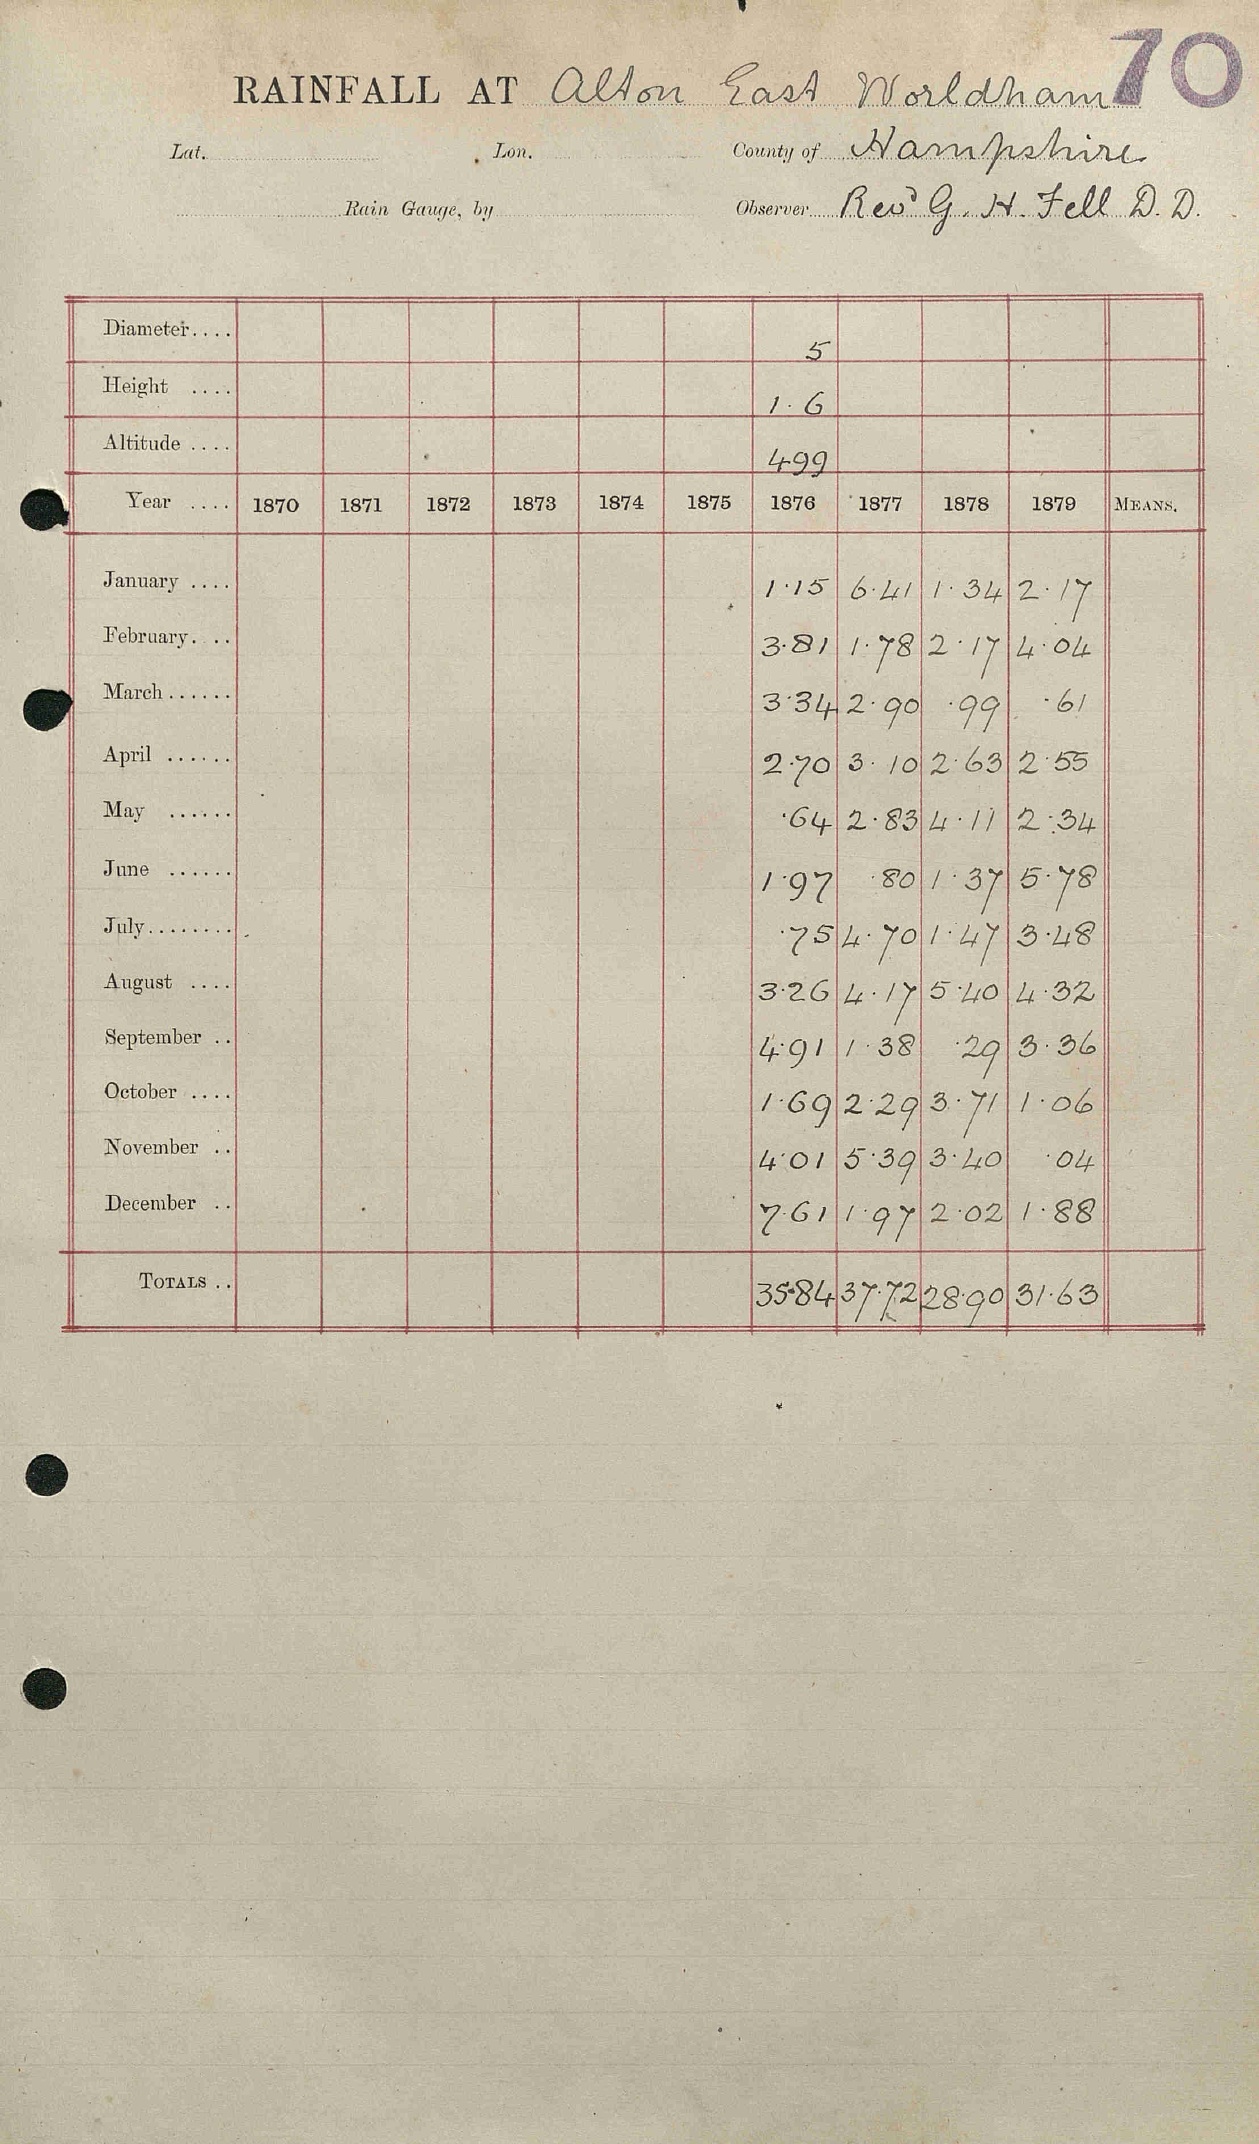 70
RAINFALL AT Alton East Worldham
Lat. Lon. County of Hampshire
Rain Gauge, by Observer Revd G. H. Fell D. D.
Diameter.... 5
Height .... 1.6
Altitude .... 499
Year .... 1870 1871 1872 1873 1874 1875 1876 1877 1878 1879 MEANS.
January .... 1.15 6.41 1.34 2.17
February. .. 3.81 1.78 2.17 4.04
March ...... 3.34 2.90 .99 .61
April ...... 2.70 3.10 2.63 2.55
May ...... .64 2.83 4.11 2.34
June ...... 1.97 .80 1.37 5.78
July........ .75 4.70 1.47 3.48
August .... 3.26 4.17 5.40 4.32
September .. 4.91 1.38 .29 3.36
October .... 1.69 2.29 3.71 1.06
November .. 4.01 5.39 3.40 .04
December .. 7.61 1.97 2.02 1.88
TOTALS .. 35.84 37.72 28.90 31.63